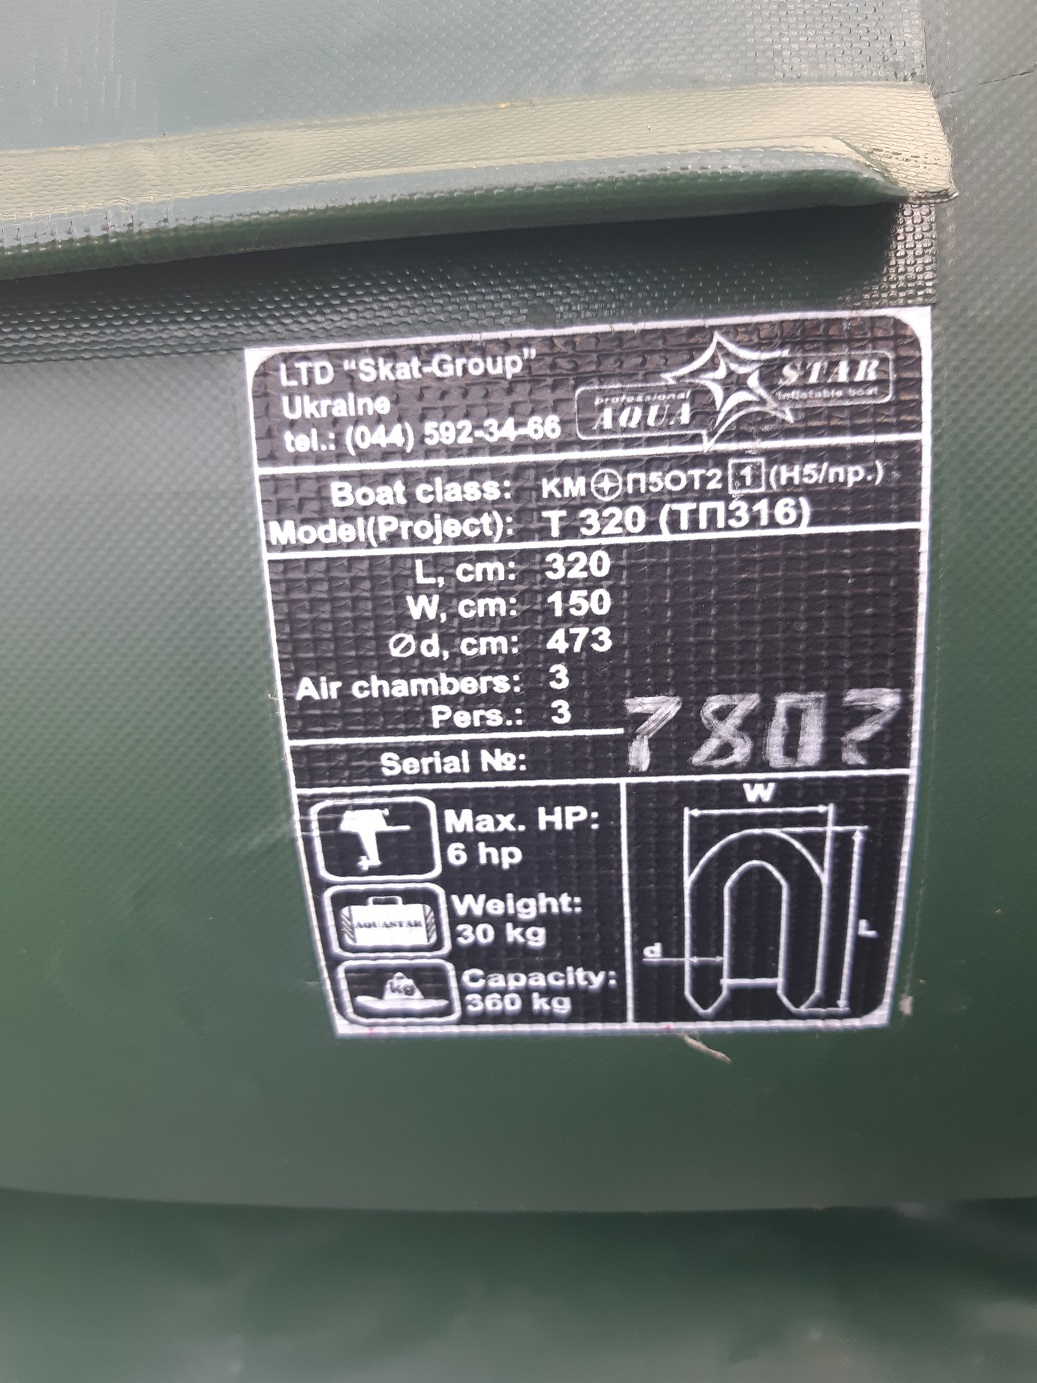 LTD “Skat-Group”
Ukraine
tel.: (044) 592-34-66
professional
AQUA
STAR
inflatable boat
Boat class: КМ П5ОТ2 1 (Н5/пр.)
Model(Project): T 320 (ТП316)
L, cm: 320
W, cm: 150
Ød, cm: 473
Air chambers: 3
Pers.: 3
Serial №: 7802
Max. HP:
6 hp
AQUASTAR
Weight:
30 kg
kg
Capacity:
360 kg
W
L
d